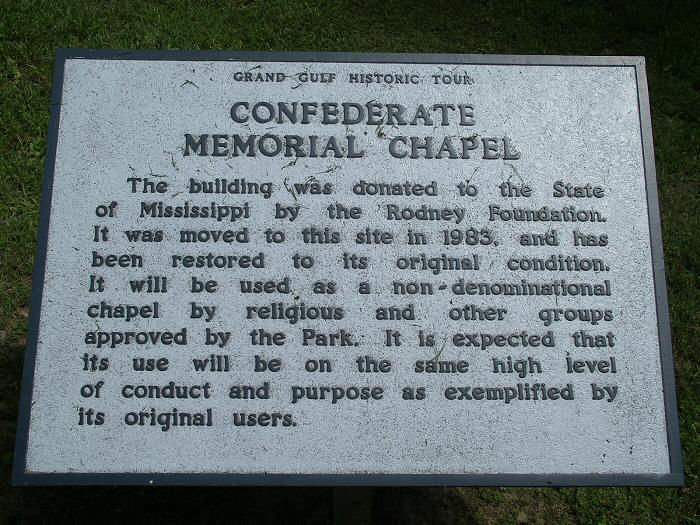 GRAND GULF HISTORIC TOUR
CONFEDERATE
MEMORIAL CHAPEL
The building was donated to the State
of Mississippi by the Rodney Foundation.
It was moved to this site in 1983, and has
been restored to its original condition.
It will be used as a non-denominational
chapel by religious and other groups
approved by the Park. It is expected that
its use will be on the same high level
of conduct and purpose as exemplified by
its original users.